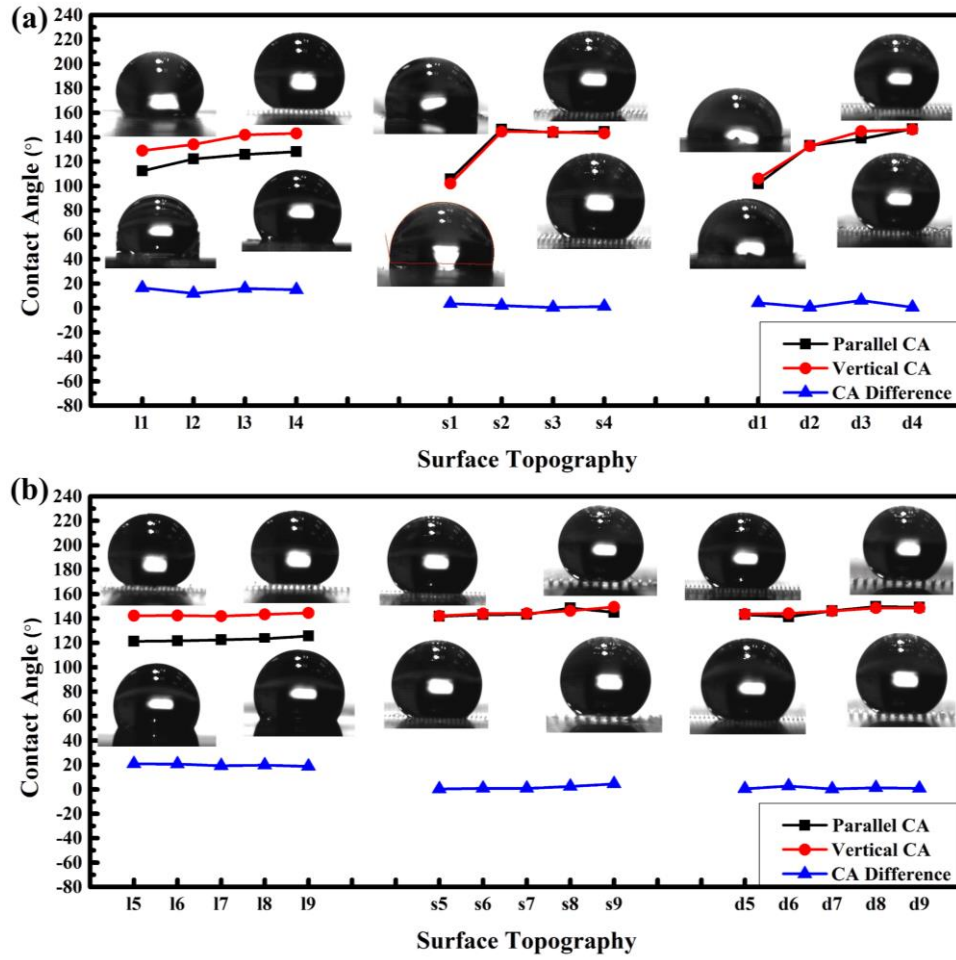 (a)
240
220
200
180
160
140
120
100
80
60
40
20
0
-20
-40
-60
-80
Contact Angle (°)
Parallel CA
Vertical CA
CA Difference
l1 l2 l3 l4 s1 s2 s3 s4 d1 d2 d3 d4
Surface Topography
(b)
240
220
200
180
160
140
120
100
80
60
40
20
0
-20
-40
-60
-80
Contact Angle (°)
Parallel CA
Vertical CA
CA Difference
l5 l6 l7 l8 l9 s5 s6 s7 s8 s9 d5 d6 d7 d8 d9
Surface Topography